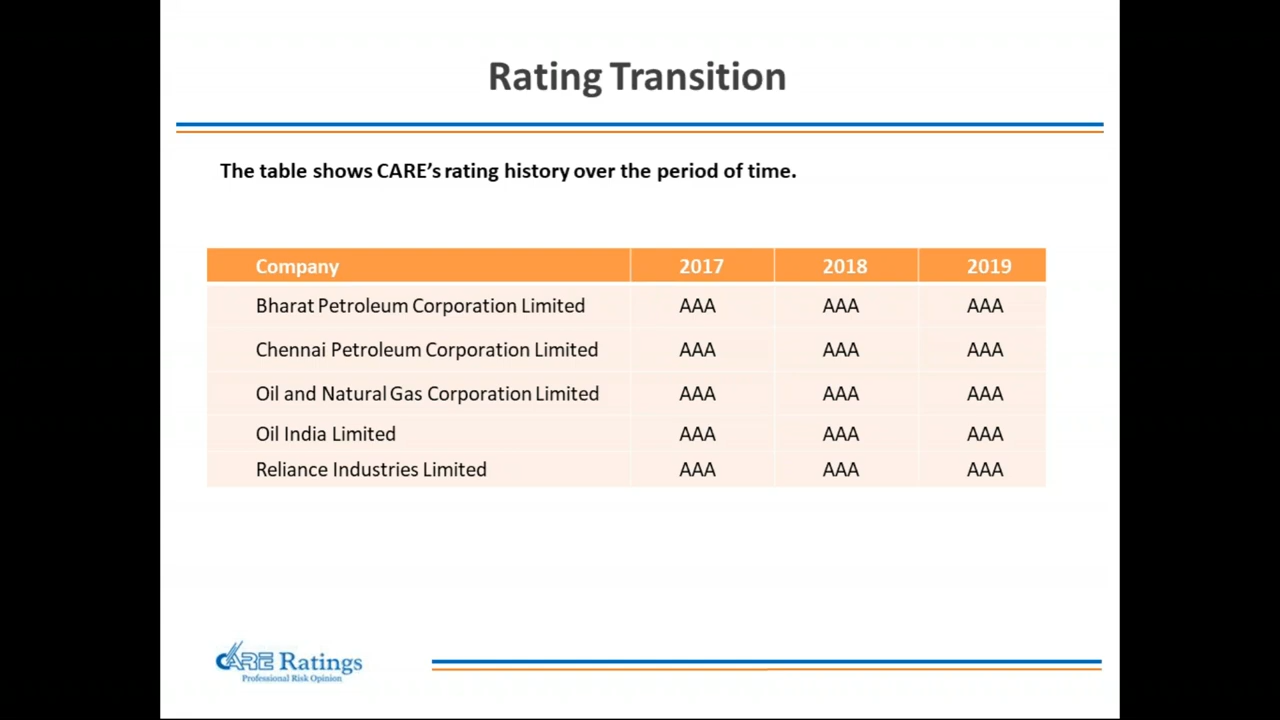 Rating Transition
The table shows CARE's rating history over the period of time.
Company 2017 2018 2019
Bharat Petroleum Corporation Limited AAA AAA AAA
Chennai Petroleum Corporation Limited AAA AAA AAA
Oil and Natural Gas Corporation Limited AAA AAA AAA
Oil India Limited AAA AAA AAA
Reliance Industries Limited AAA AAA AAA
CARE Ratings
Professional Risk Opinion